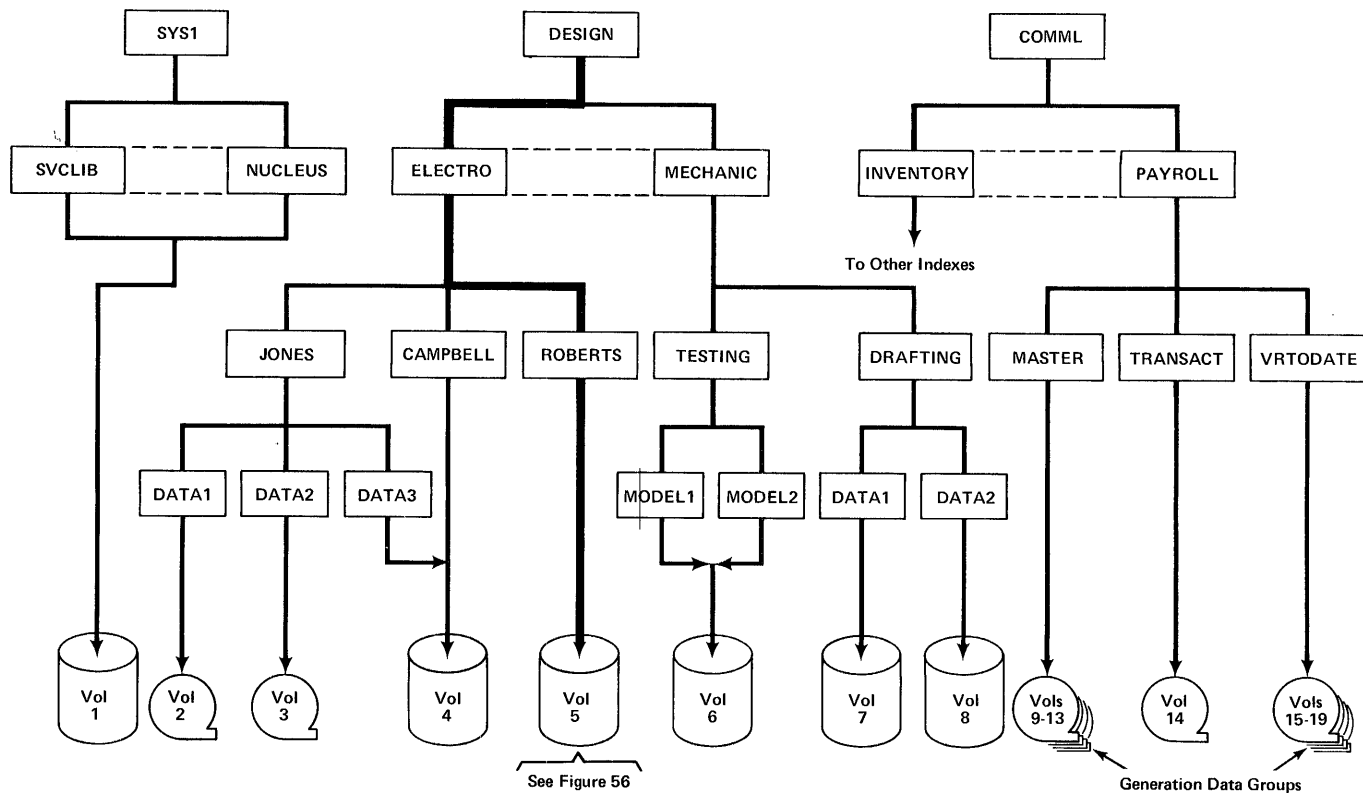 SYS1
DESIGN
COMML
SVCLIB
NUCLEUS
ELECTRO
MECHANIC
INVENTORY
PAYROLL
To Other Indexes
JONES
CAMPBELL
ROBERTS
TESTING
DRAFTING
MASTER
TRANSACT
VRTODATE
DATA1
DATA2
DATA3
MODEL1
MODEL2
DATA1
DATA2
Vol
1
Vol
2
Vol
3
Vol
4
Vol
5
Vol
6
Vol
7
Vol
8
Vols
9-13
Vol
14
Vols
15-19
See Figure 56
Generation Data Groups